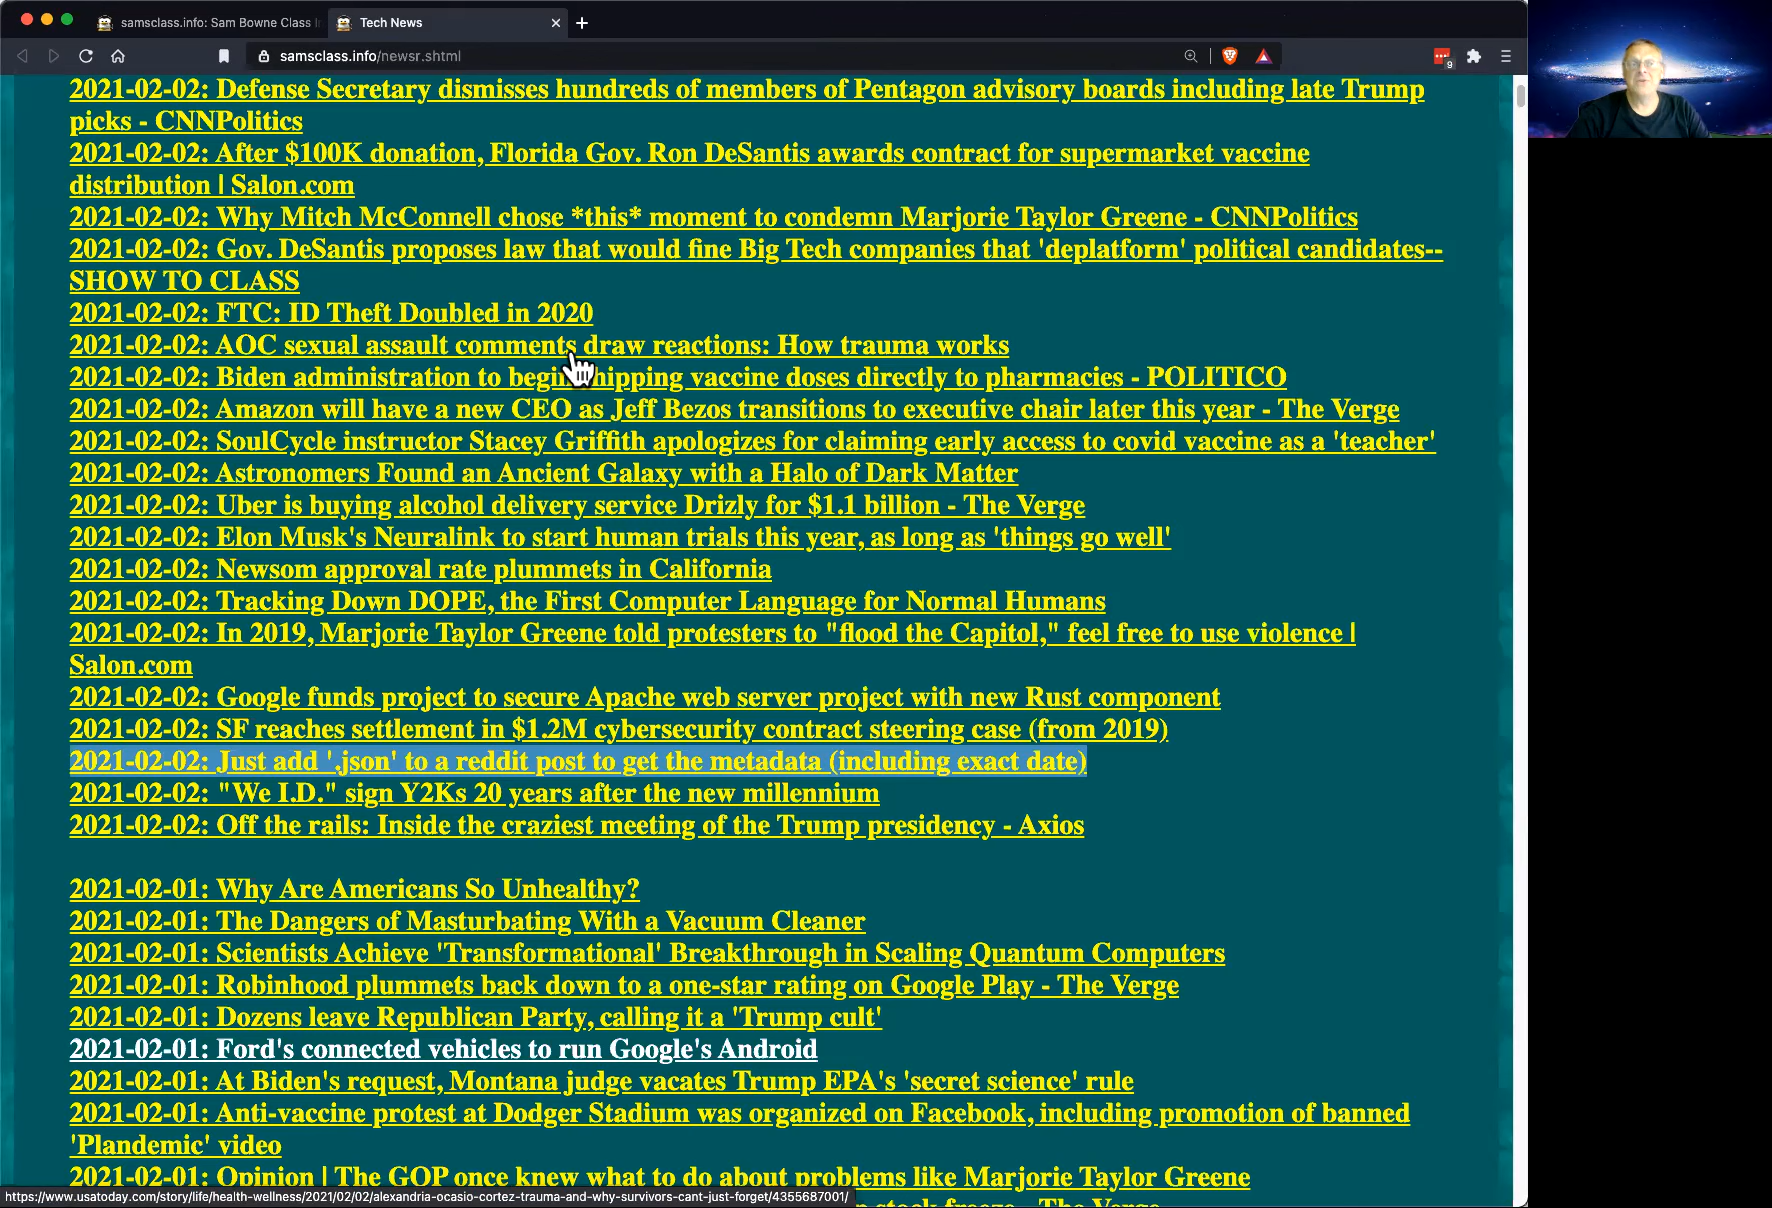 samsclass.info: Sam Bowne Class
Tech News
samsclass.info/newsr.shtml
9
2021-02-02: Defense Secretary dismisses hundreds of members of Pentagon advisory boards including late Trump
picks - CNNPolitics
2021-02-02: After $100K donation, Florida Gov. Ron DeSantis awards contract for supermarket vaccine
distribution | Salon.com
2021-02-02: Why Mitch McConnell chose *this* moment to condemn Marjorie Taylor Greene - CNNPolitics
2021-02-02: Gov. DeSantis proposes law that would fine Big Tech companies that 'deplatform' political candidates--
SHOW TO CLASS
2021-02-02: FTC: ID Theft Doubled in 2020
2021-02-02: AOC sexual assault comments draw reactions: How trauma works
2021-02-02: Biden administration to begin shipping vaccine doses directly to pharmacies - POLITICO
2021-02-02: Amazon will have a new CEO as Jeff Bezos transitions to executive chair later this year - The Verge
2021-02-02: SoulCycle instructor Stacey Griffith apologizes for claiming early access to covid vaccine as a 'teacher'
2021-02-02: Astronomers Found an Ancient Galaxy with a Halo of Dark Matter
2021-02-02: Uber is buying alcohol delivery service Drizly for $1.1 billion - The Verge
2021-02-02: Elon Musk's Neuralink to start human trials this year, as long as 'things go well'
2021-02-02: Newsom approval rate plummets in California
2021-02-02: Tracking Down DOPE, the First Computer Language for Normal Humans
2021-02-02: In 2019, Marjorie Taylor Greene told protesters to "flood the Capitol," feel free to use violence |
Salon.com
2021-02-02: Google funds project to secure Apache web server project with new Rust component
2021-02-02: SF reaches settlement in $1.2M cybersecurity contract steering case (from 2019)
2021-02-02: Just add '.json' to a reddit post to get the metadata (including exact date)
2021-02-02: "We I.D." sign Y2Ks 20 years after the new millennium
2021-02-02: Off the rails: Inside the craziest meeting of the Trump presidency - Axios
2021-02-01: Why Are Americans So Unhealthy?
2021-02-01: The Dangers of Masturbating With a Vacuum Cleaner
2021-02-01: Scientists Achieve 'Transformational' Breakthrough in Scaling Quantum Computers
2021-02-01: Robinhood plummets back down to a one-star rating on Google Play - The Verge
2021-02-01: Dozens leave Republican Party, calling it a 'Trump cult'
2021-02-01: Ford's connected vehicles to run Google's Android
2021-02-01: At Biden's request, Montana judge vacates Trump EPA's 'secret science' rule
2021-02-01: Anti-vaccine protest at Dodger Stadium was organized on Facebook, including promotion of banned
'Plandemic' video
2021-02-01: Opinion | The GOP once knew what to do about problems like Marjorie Taylor Greene
stock freeze - The Verge
https://www.usatoday.com/story/life/health-wellness/2021/02/02/alexandria-ocasio-cortez-trauma-and-why-survivors-cant-just-forget/4355687001/